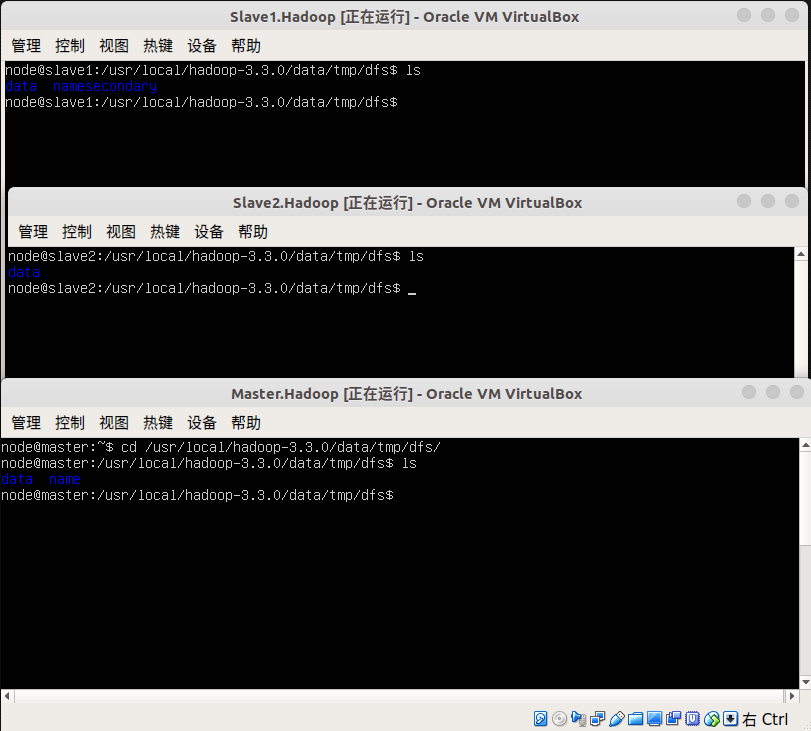 Slave1.Hadoop [正在运行] - Oracle VM VirtualBox
管理 控制 视图 热键 设备 帮助
node@slave1:/usr/local/hadoop-3.3.0/data/tmp/dfs$ ls
data namesecondary
node@slave1:/usr/local/hadoop-3.3.0/data/tmp/dfs$
Slave2.Hadoop [正在运行] - Oracle VM VirtualBox
管理 控制 视图 热键 设备 帮助
node@slave2:/usr/local/hadoop-3.3.0/data/tmp/dfs$ ls
data
node@slave2:/usr/local/hadoop-3.3.0/data/tmp/dfs$ _
Master.Hadoop [正在运行] - Oracle VM VirtualBox
管理 控制 视图 热键 设备 帮助
node@master:~$ cd /usr/local/hadoop-3.3.0/data/tmp/dfs/
node@master:/usr/local/hadoop-3.3.0/data/tmp/dfs$ ls
data name
node@master:/usr/local/hadoop-3.3.0/data/tmp/dfs$
右 Ctrl